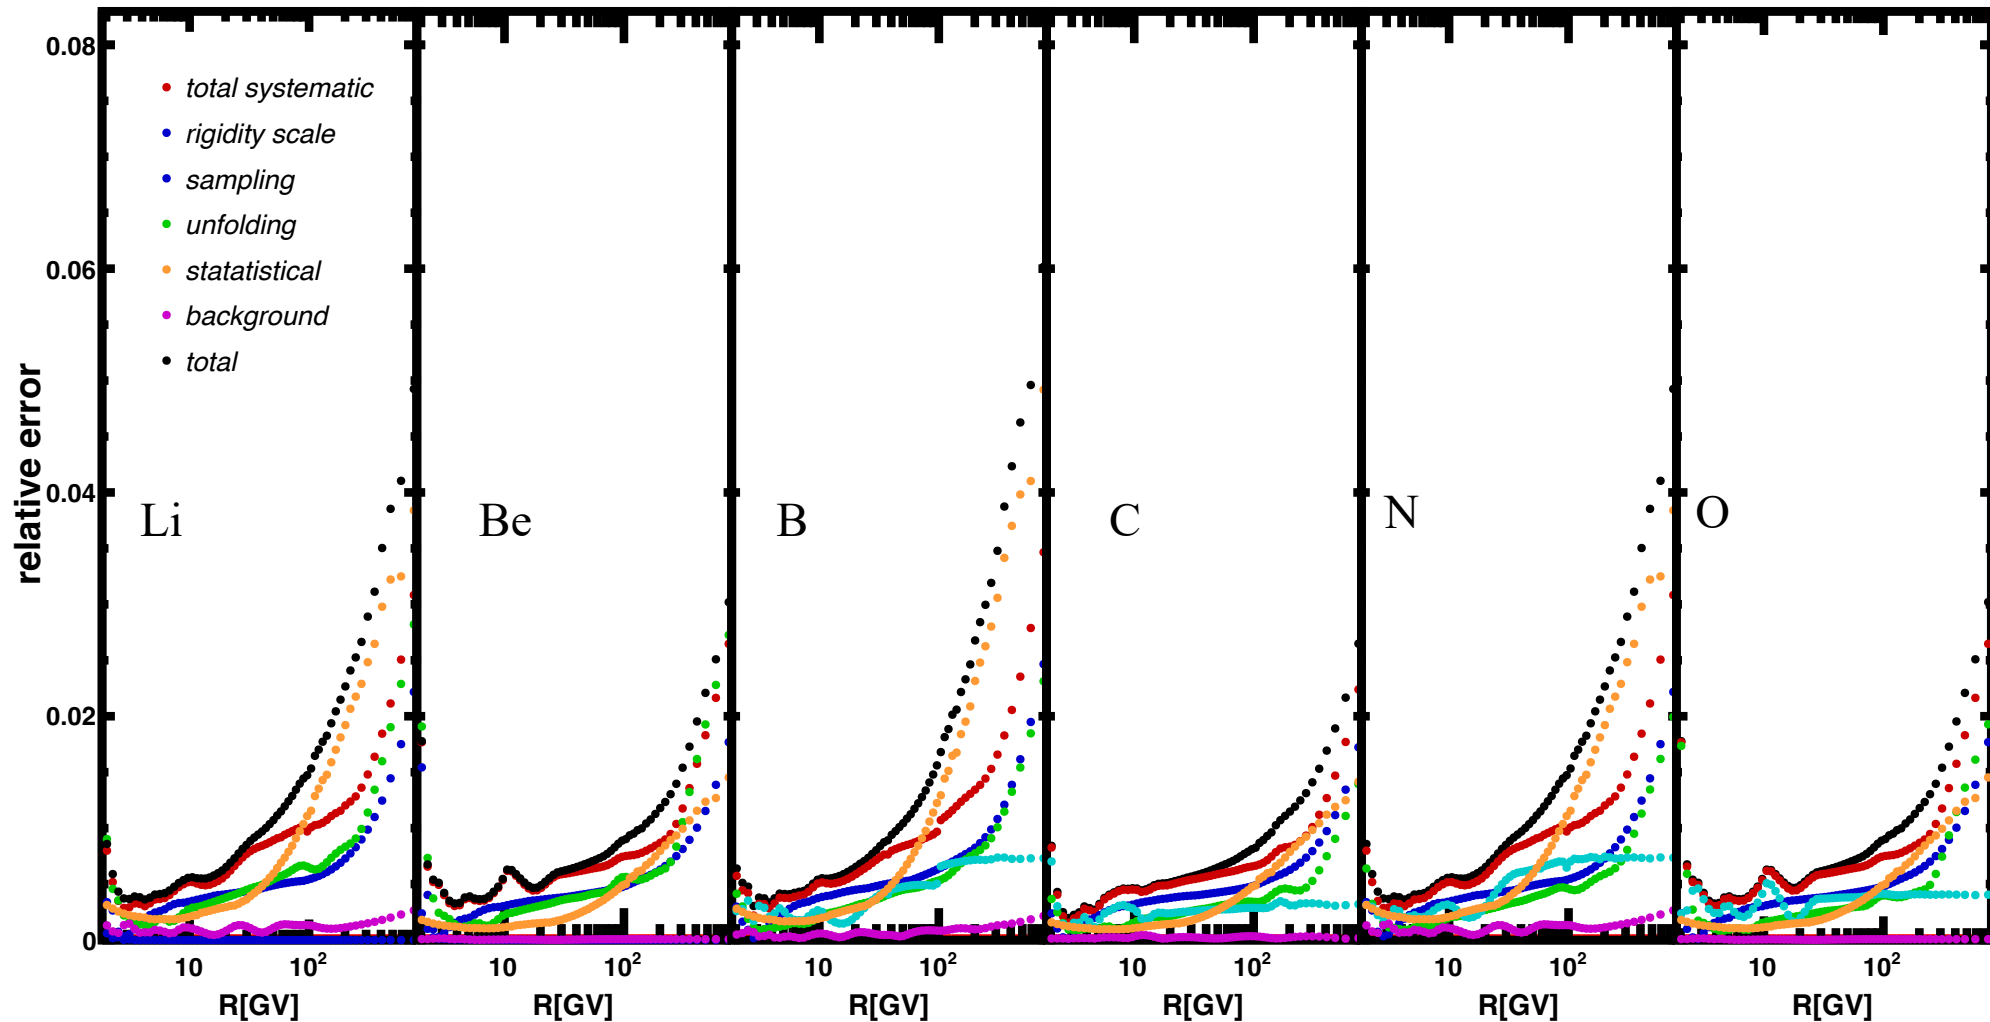 0.08
0.06
0.04
0.02
0
relative error
total systematic
rigidity scale
sampling
unfolding
statatistical
background
total
Li
Be
B
C
N
O
10 10²
10 10²
10 10²
10 10²
10 10²
10 10²
R[GV]
R[GV]
R[GV]
R[GV]
R[GV]
R[GV]